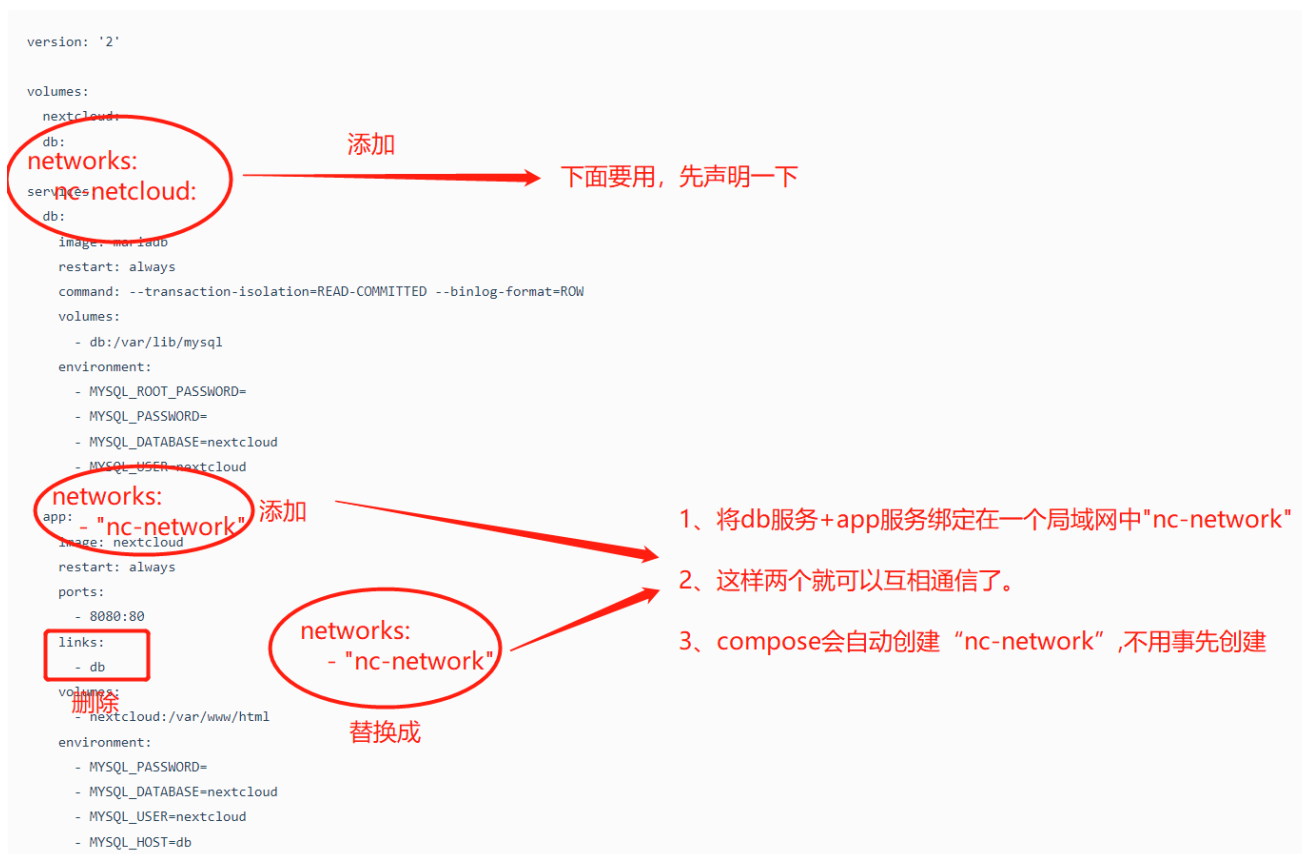 version: '2'
volumes:
nextcloud:
db:
添加
networks:
下面要用，先声明一下
nc-netcloud:
services
db:
image: mariadb
restart: always
command: --transaction-isolation=READ-COMMITTED --binlog-format=ROW
volumes:
- db:/var/lib/mysql
environment:
- MYSQL_ROOT_PASSWORD=
- MYSQL_PASSWORD=
- MYSQL_DATABASE=nextcloud
- MYSQL_USER=nextcloud
networks:
- "nc-network"
添加
app:
image: nextcloud
restart: always
ports:
- 8080:80
links:
- db
删除
networks:
- "nc-network"
替换成
1、将db服务+app服务绑定在一个局域网中"nc-network"
2、这样两个就可以互相通信了。
3、compose会自动创建“nc-network”,不用事先创建
volumes:
- nextcloud:/var/www/html
environment:
- MYSQL_PASSWORD=
- MYSQL_DATABASE=nextcloud
- MYSQL_USER=nextcloud
- MYSQL_HOST=db